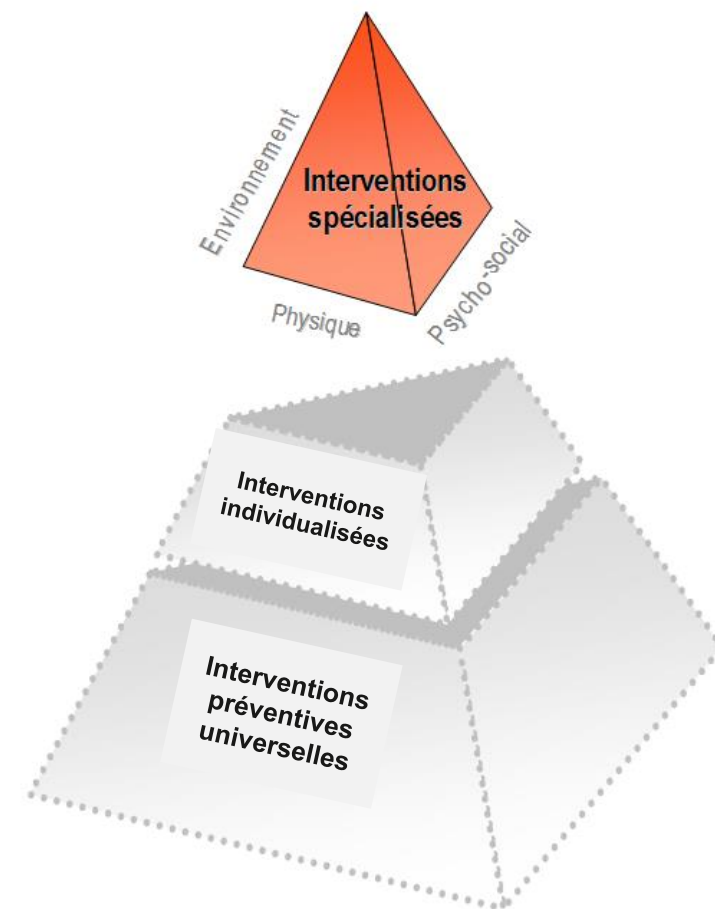 Environnement
Interventions
spécialisées
Physique
Psycho-social
Interventions
individualisées
Interventions
préventives
universelles